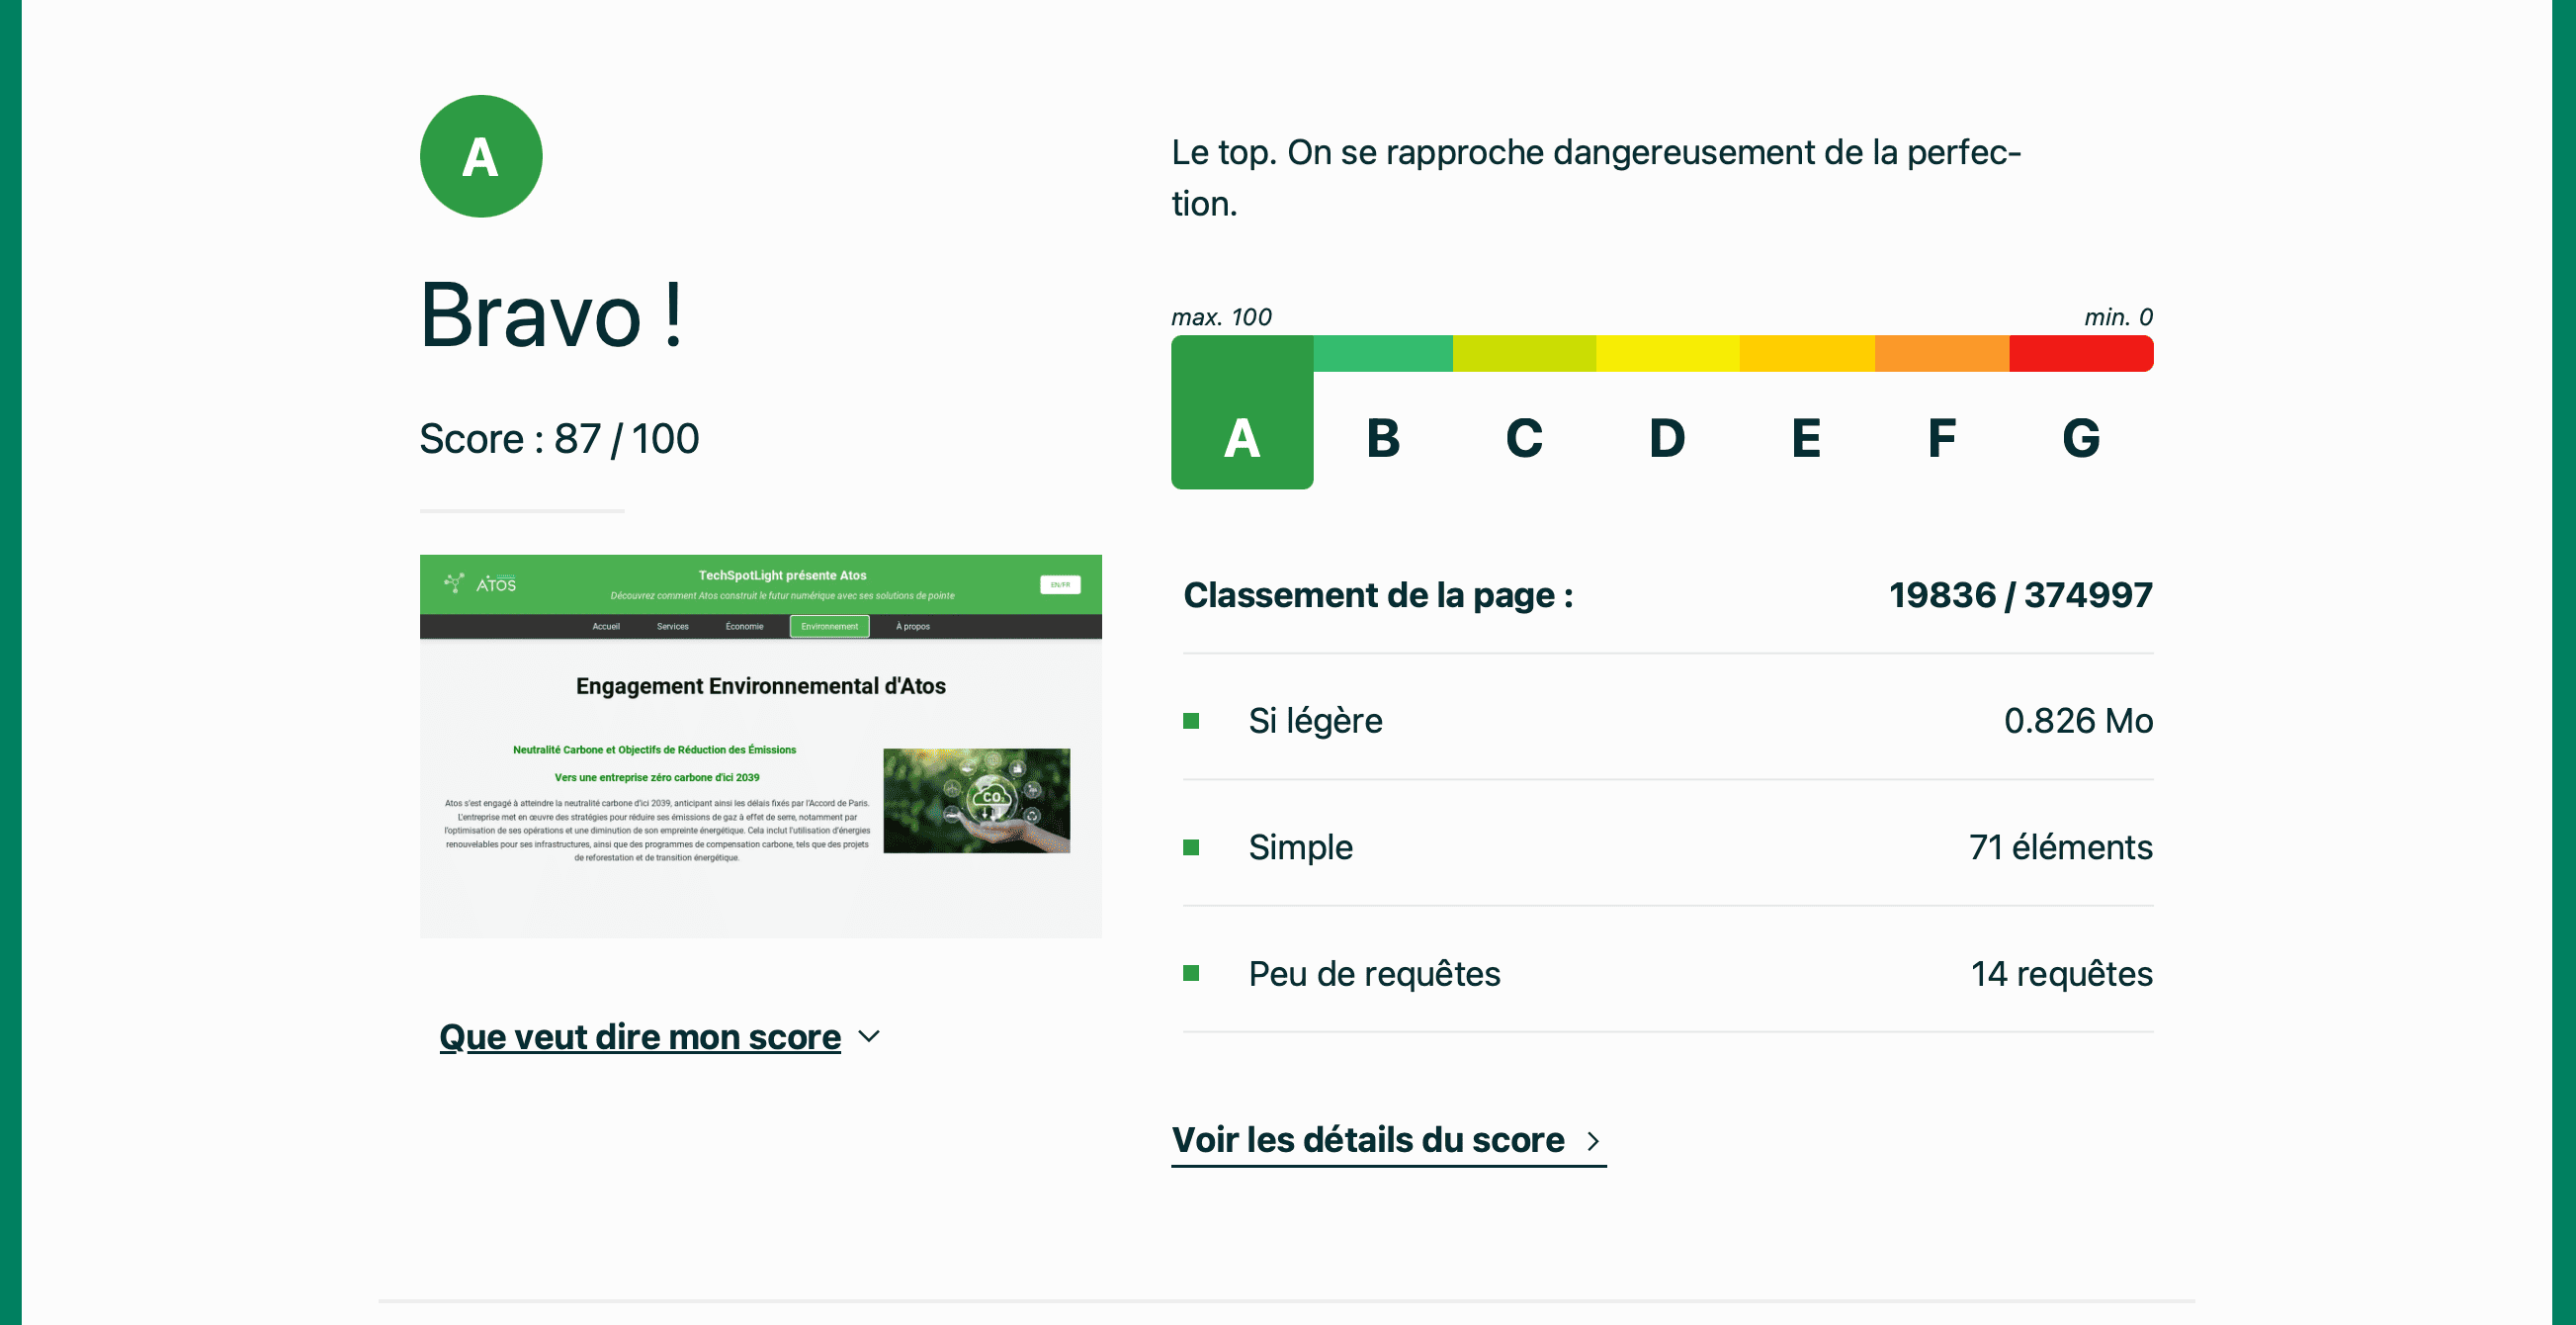 A
Bravo !
Score : 87 / 100
ATOS
TechSpotLight présente Atos
Découvrez comment Atos construit le futur numérique avec ses solutions de pointe
EN/FR
Accueil
Services
Économie
Environnement
À propos
Engagement Environnemental d'Atos
Neutralité Carbone et Objectifs de Réduction des Émissions
Vers une entreprise zéro carbone d'ici 2039
Atos s'est engagé à atteindre la neutralité carbone d'ici 2039, anticipant ainsi les délais fixés par l'Accord de Paris.
L'entreprise met en œuvre des stratégies pour réduire ses émissions de gaz à effet de serre, notamment par
l'optimisation de ses opérations et une diminution de son empreinte énergétique. Cela inclut l'utilisation d'énergies
renouvelables pour ses infrastructures, ainsi que des programmes de compensation carbone, tels que des projets
de reforestation et de transition énergétique.
CO
Que veut dire mon score
Le top. On se rapproche dangereusement de la perfec-
tion.
max. 100
min. 0
A B C D E F G
Classement de la page : 19836 / 374997
Si légère 0.826 Mo
Simple 71 éléments
Peu de requêtes 14 requêtes
Voir les détails du score